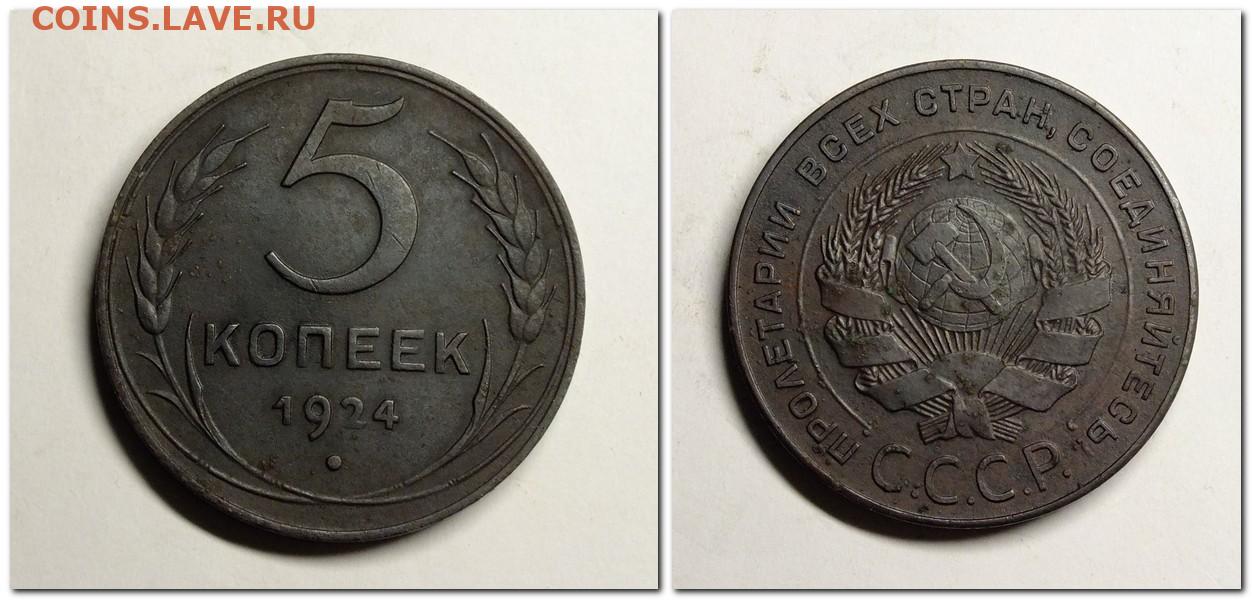 COINS.LAVE.RU
5
КОПЕЕК
1924
ПРОЛЕТАРИИ ВСЕХ СТРАН, СОЕДИНЯЙТЕСЬ
С.С.С.Р.